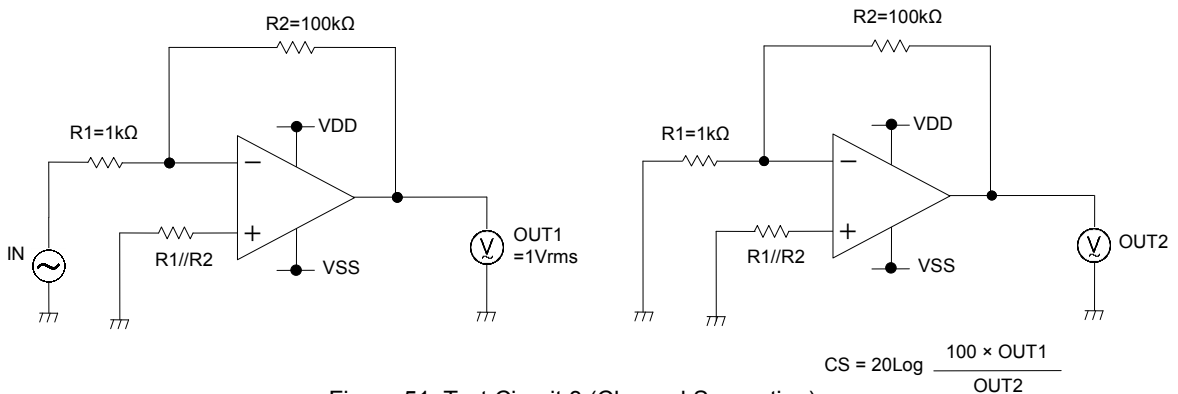 R2=100kΩ
R1=1kΩ
VDD
IN
R1//R2
VSS
OUT1
=1Vrms
R2=100kΩ
R1=1kΩ
VDD
R1//R2
VSS
OUT2
CS = 20Log 100 × OUT1
OUT2